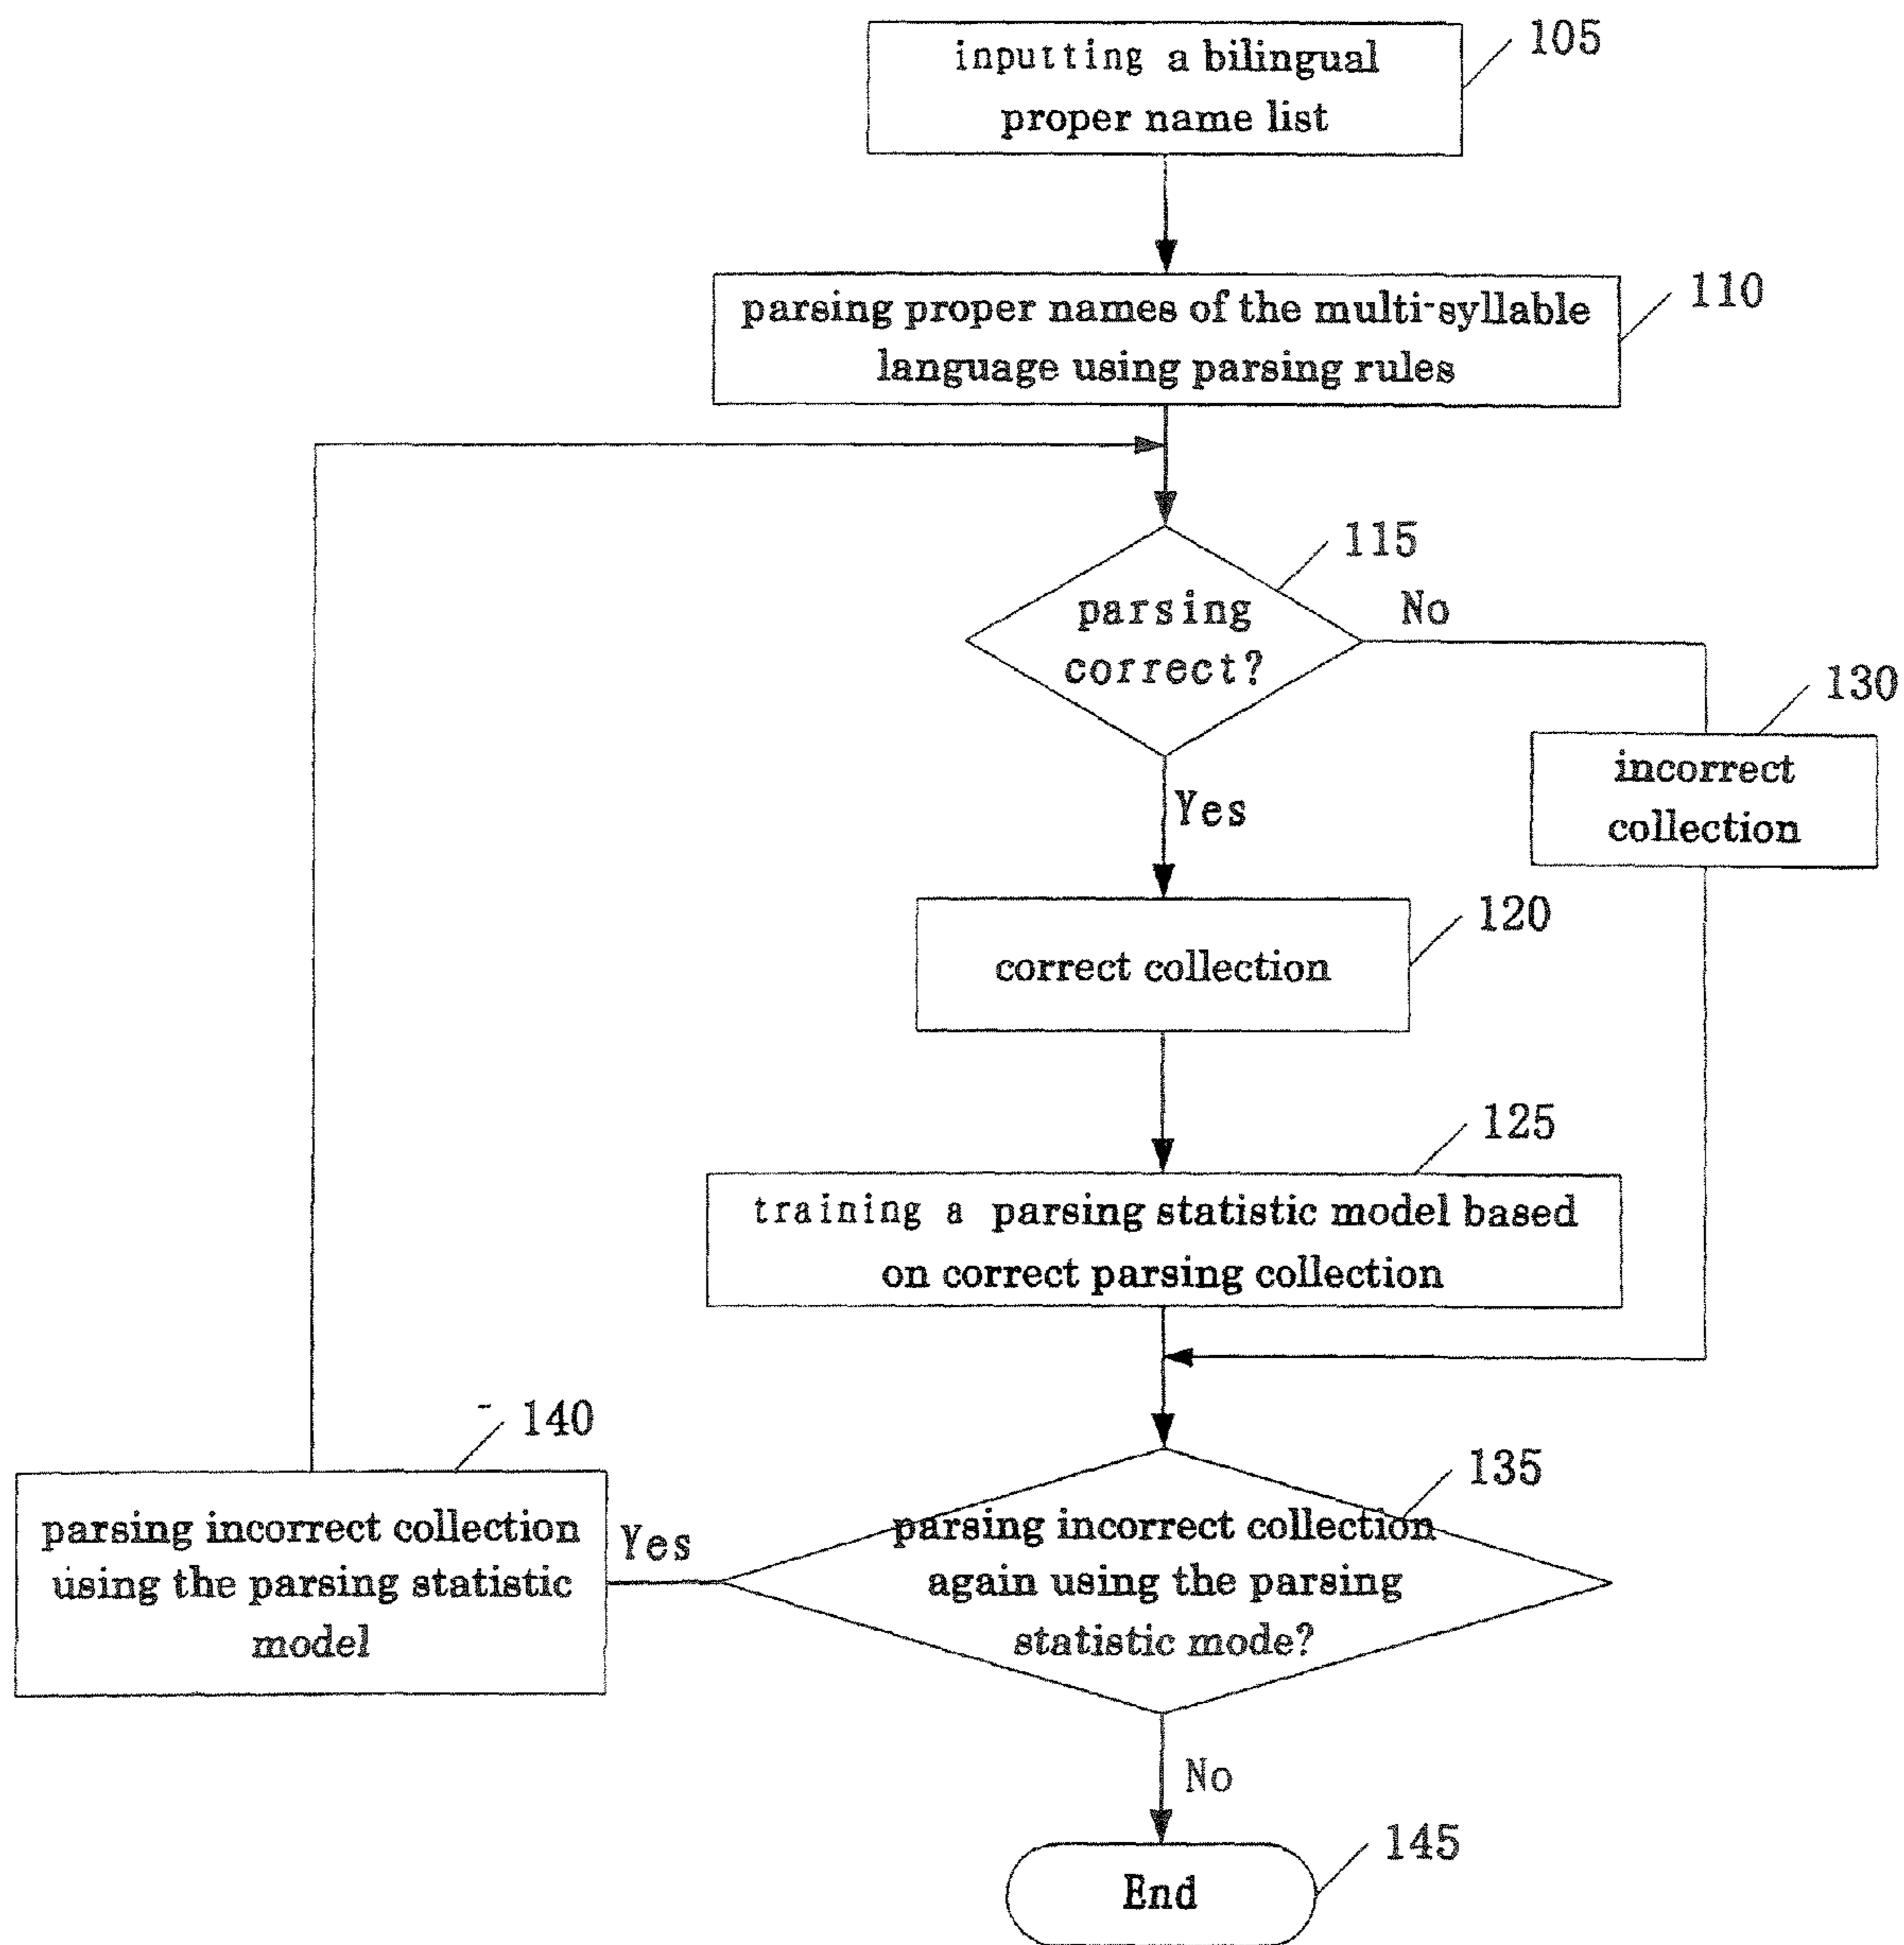 inputting a bilingual
proper name list
105
parsing proper names of the multi-syllable
language using parsing rules
110
parsing
correct?
115
No
Yes
incorrect
collection
130
correct collection
120
training a parsing statistic model based
on correct parsing collection
125
parsing incorrect collection
again using the parsing
statistic mode?
135
Yes
parsing incorrect collection
using the parsing statistic
model
140
No
End
145